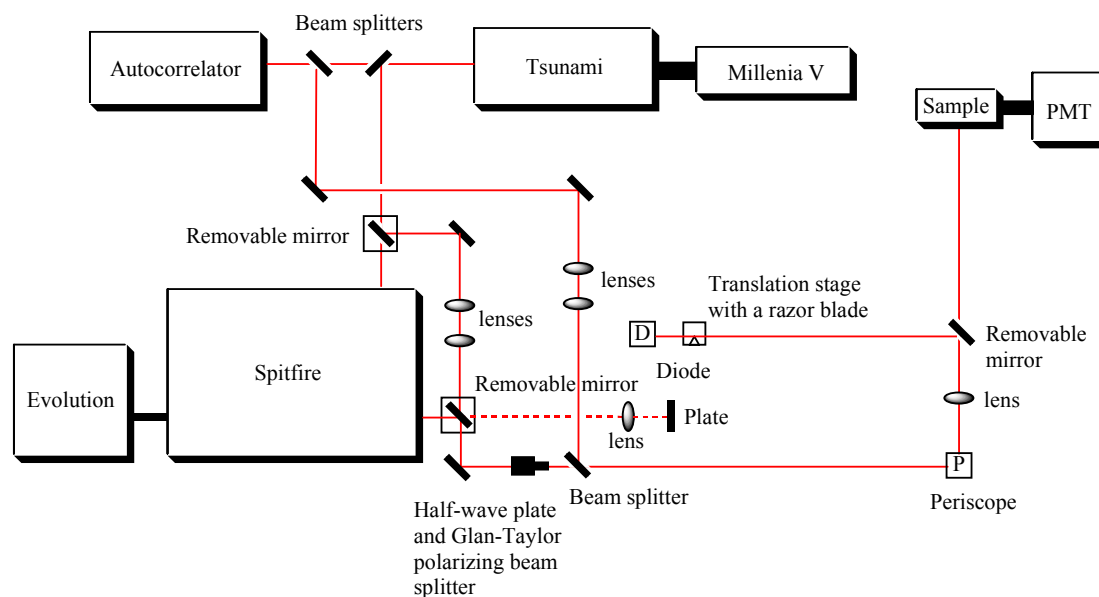 Beam splitters
Autocorrelator
Tsunami
Millenia V
Sample
PMT
Removable mirror
lenses
lenses
Translation stage
with a razor blade
D
Diode
Removable
mirror
Evolution
Spitfire
Removable mirror
lens
Plate
lens
P
Periscope
Beam splitter
Half-wave plate
and Glan-Taylor
polarizing beam
splitter